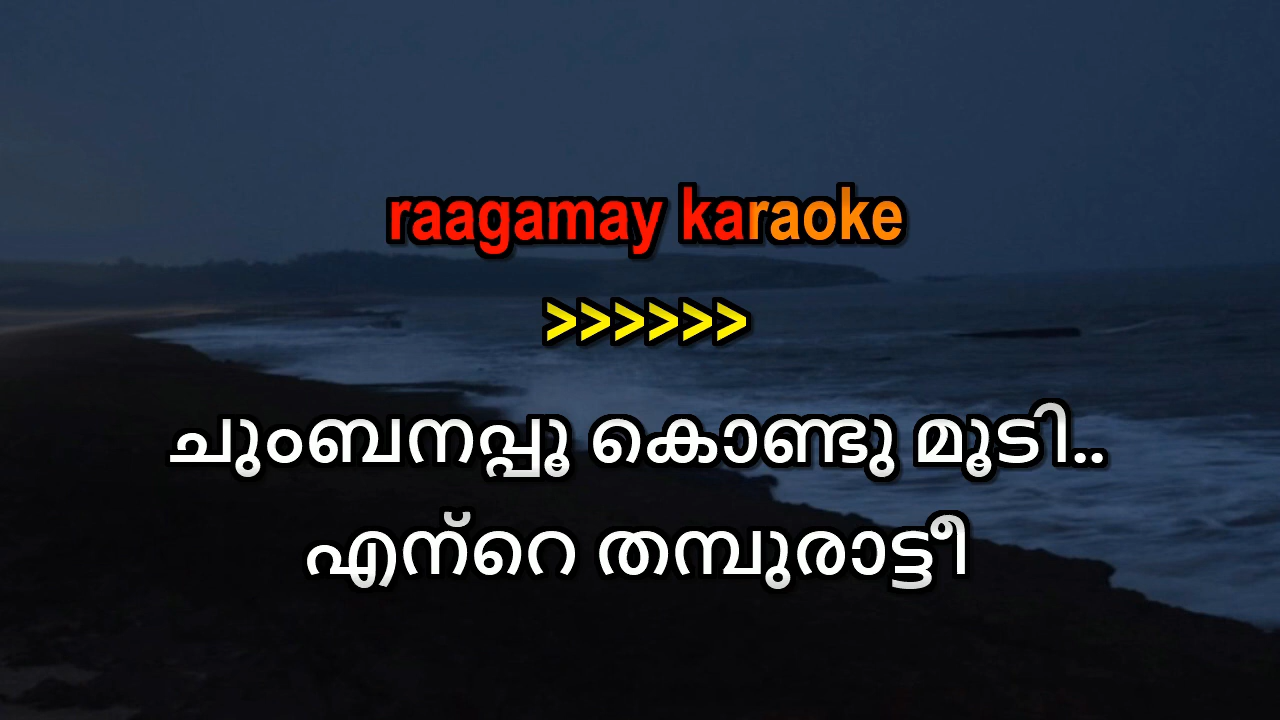 raagamay karaoke
>>>>>>
ചുംബനപ്പൂ കൊണ്ടു മൂടി..
എന്റെ തമ്പുരാട്ടീ